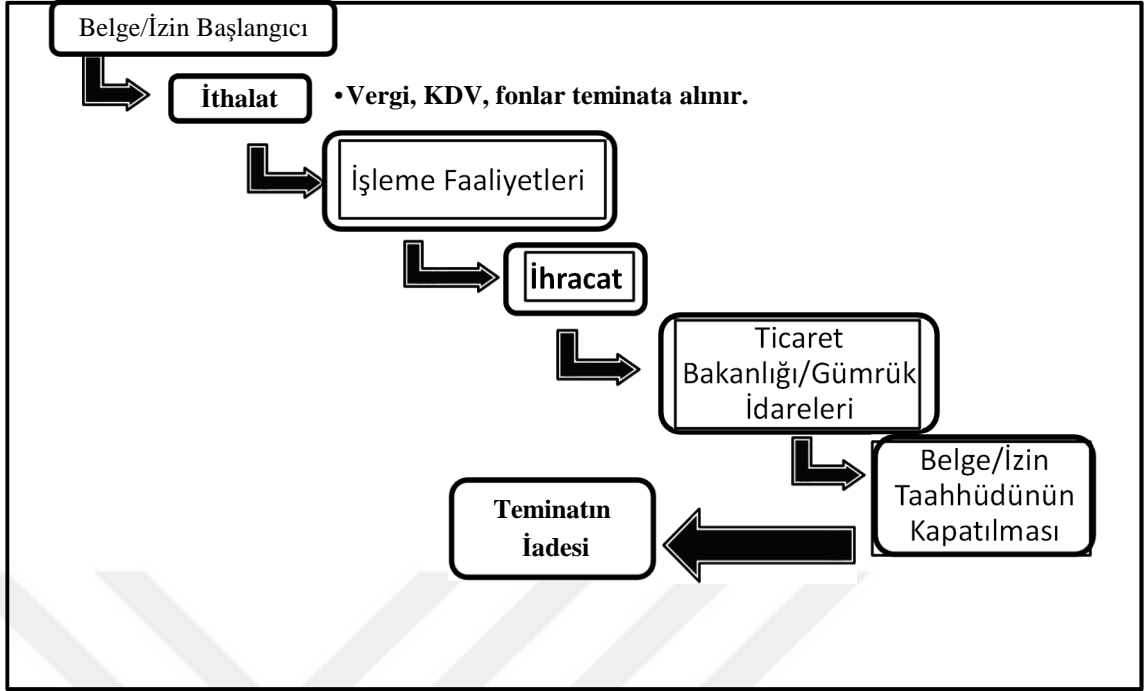 Belge/İzin Başlangıcı
İthalat
•Vergi, KDV, fonlar teminata alınır.
İşleme Faaliyetleri
İhracat
Ticaret
Bakanlığı/Gümrük
İdareleri
Belge/İzin
Taahhüdünün
Kapatılması
Teminatın
İadesi